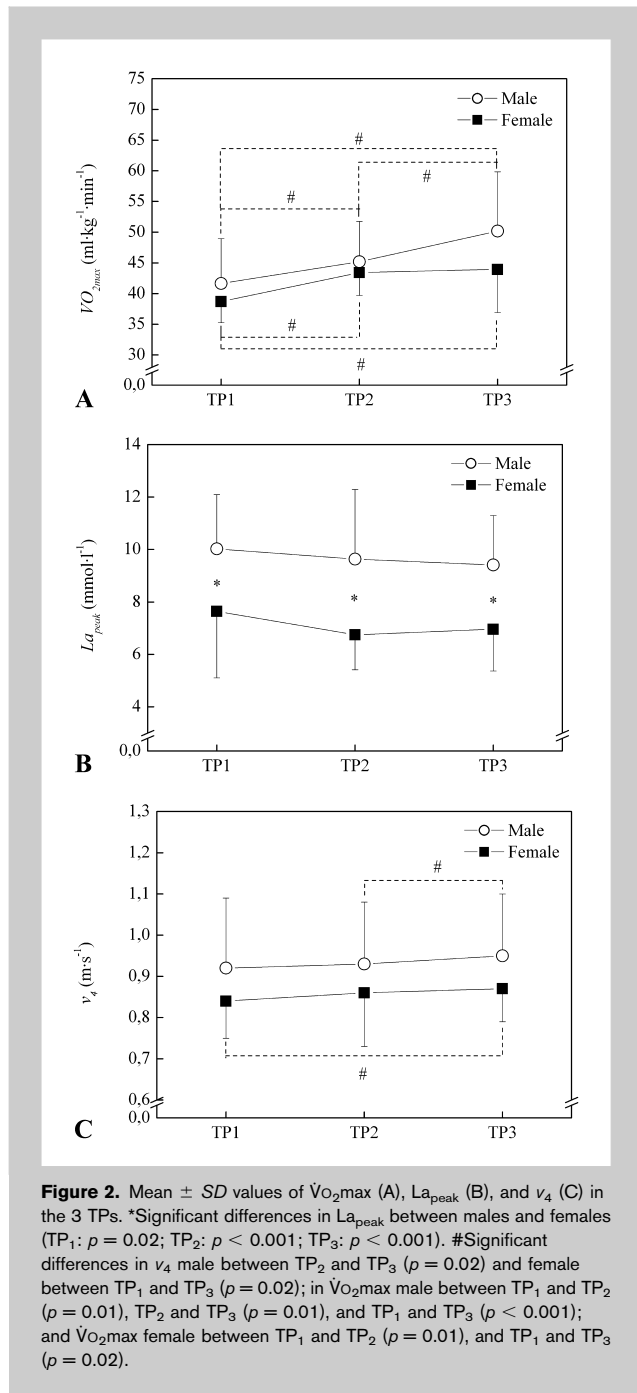 75
70
65
60
55
50
45
40
35
30
0,0
VO2max (ml·kg-1·min-1)
Male
Female
#
#
#
#
#
TP1 TP2 TP3
A
14
12
10
8
6
4
0,0
Lapeak (mmol·l-1)
Male
Female
* * *
TP1 TP2 TP3
B
1,3
1,2
1,1
1,0
0,9
0,8
0,7
0,6
0,0
v4 (m·s-1)
Male
Female
#
#
TP1 TP2 TP3
C
Figure 2. Mean ± SD values of V̇O2max (A), Lapeak (B), and v4 (C) in
the 3 TPs. *Significant differences in Lapeak between males and females
(TP1: p = 0.02; TP2: p < 0.001; TP3: p < 0.001). #Significant
differences in v4 male between TP2 and TP3 (p = 0.02) and female
between TP1 and TP3 (p = 0.02); in V̇O2max male between TP1 and TP2
(p = 0.01), TP2 and TP3 (p = 0.01), and TP1 and TP3 (p < 0.001);
and V̇O2max female between TP1 and TP2 (p = 0.01), and TP1 and TP3
(p = 0.02).